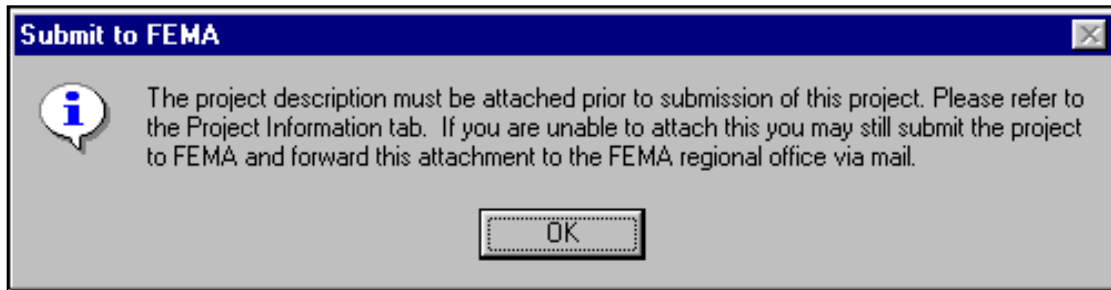 Submit to FEMA
The project description must be attached prior to submission of this project. Please refer to
the Project Information tab.  If you are unable to attach this you may still submit the project
to FEMA and forward this attachment to the FEMA regional office via mail.
OK